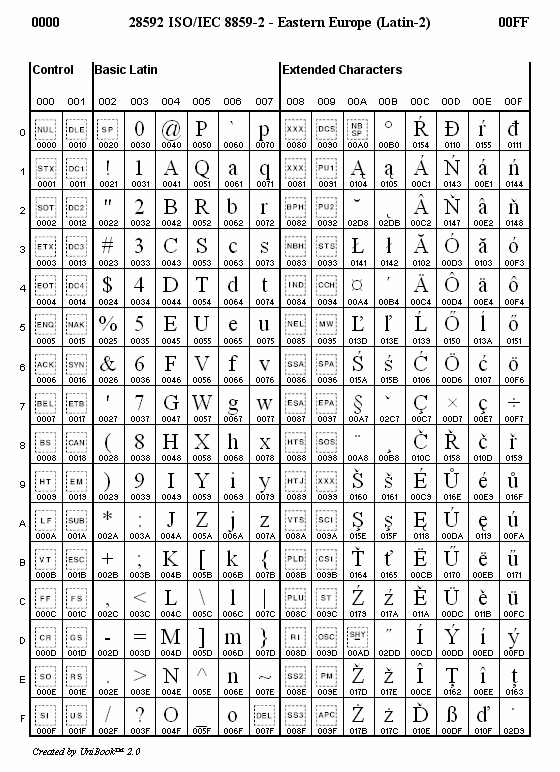 0000 28592 ISO/IEC 8859-2 - Eastern Europe (Latin-2) 00FF
Control Basic Latin Extended Characters
000 001 002 003 004 005 006 007 008 009 00A 00B 00C 00D 00E 00F
0 NUL DLE SP 0 @ P ` p XXX DCS NBSP ° Ŕ Đ ŕ đ
0000 0010 0020 0030 0040 0050 0060 0070 0080 0090 00A0 00B0 0154 0110 0155 0111
1 STX DC1 ! 1 A Q a q XXX PU1 Ą ą Á Ń á ń
0001 0011 0021 0031 0041 0051 0061 0071 0081 0091 0104 0105 00C1 0143 00E1 0144
2 SOT DC2 " 2 B R b r BPH PU2 ˘ ˛ Â Ň â ň
0002 0012 0022 0032 0042 0052 0062 0072 0082 0092 02D8 02DB 00C2 0147 00E2 0148
3 ETX DC3 # 3 C S c s NBH STS Ł ł Ă Ó ă ó
0003 0013 0023 0033 0043 0053 0063 0073 0083 0093 0141 0142 0102 00D3 0103 00F3
4 EOT DC4 $ 4 D T d t IND CCH ¤ ´ Ä Ô ä ô
0004 0014 0024 0034 0044 0054 0064 0074 0084 0094 00A4 00B4 00C4 00D4 00E4 00F4
5 ENQ NAK % 5 E U e u NEL MW Ľ ľ Ĺ Ő ĺ ő
0005 0015 0025 0035 0045 0055 0065 0075 0085 0095 013D 013E 0139 0150 013A 0151
6 ACK SYN & 6 F V f v SSA SPA Ś ś Ć Ö ć ö
0006 0016 0026 0036 0046 0056 0066 0076 0086 0096 015A 015B 0106 00D6 0107 00F6
7 BEL ETB ' 7 G W g w ESA EPA § ˇ Ç × ç ÷
0007 0017 0027 0037 0047 0057 0067 0077 0087 0097 00A7 02C7 00C7 00D7 00E7 00F7
8 BS CAN ( 8 H X h x HTS SOS ¨ ¸ Č Ř č ř
0008 0018 0028 0038 0048 0058 0068 0078 0088 0098 00A8 00B8 010C 0158 010D 0159
9 HT EM ) 9 I Y i y HTJ XXX Š š É Ů é ů
0009 0019 0029 0039 0049 0059 0069 0079 0089 0099 0160 0161 00C9 016E 00E9 016F
A LF SUB * : J Z j z VTS SCI Ş ş Ę Ú ę ú
000A 001A 002A 003A 004A 005A 006A 007A 008A 009A 015E 015F 0118 00DA 0119 00FA
B VT ESC + ; K [ k { PLD CSI Ť ť Ë Ű ë ű
000B 001B 002B 003B 004B 005B 006B 007B 008B 009B 0164 0165 00CB 0170 00EB 0171
C FF FS , < L \ l | PLU ST Ź ź Ě Ü ě ü
000C 001C 002C 003C 004C 005C 006C 007C 008C 009C 0179 017A 011A 00DC 011B 00FC
D CR GS - = M ] m } RI OSC SHY ˝ Í Ý í ý
000D 001D 002D 003D 004D 005D 006D 007D 008D 009D 00AD 02DD 00CD 00DD 00ED 00FD
E SO RS . > N ^ n ~ SS2 PM Ž ž Î Ţ î ţ
000E 001E 002E 003E 004E 005E 006E 007E 008E 009E 017D 017E 00CE 0162 00EE 0163
F SI US / ? O _ o DEL SS3 APC Ż ż Ď ß ď ˙
000F 001F 002F 003F 004F 005F 006F 007F 008F 009F 017B 017C 010E 00DF 010F 02D9
Created by UniBook™ 2.0